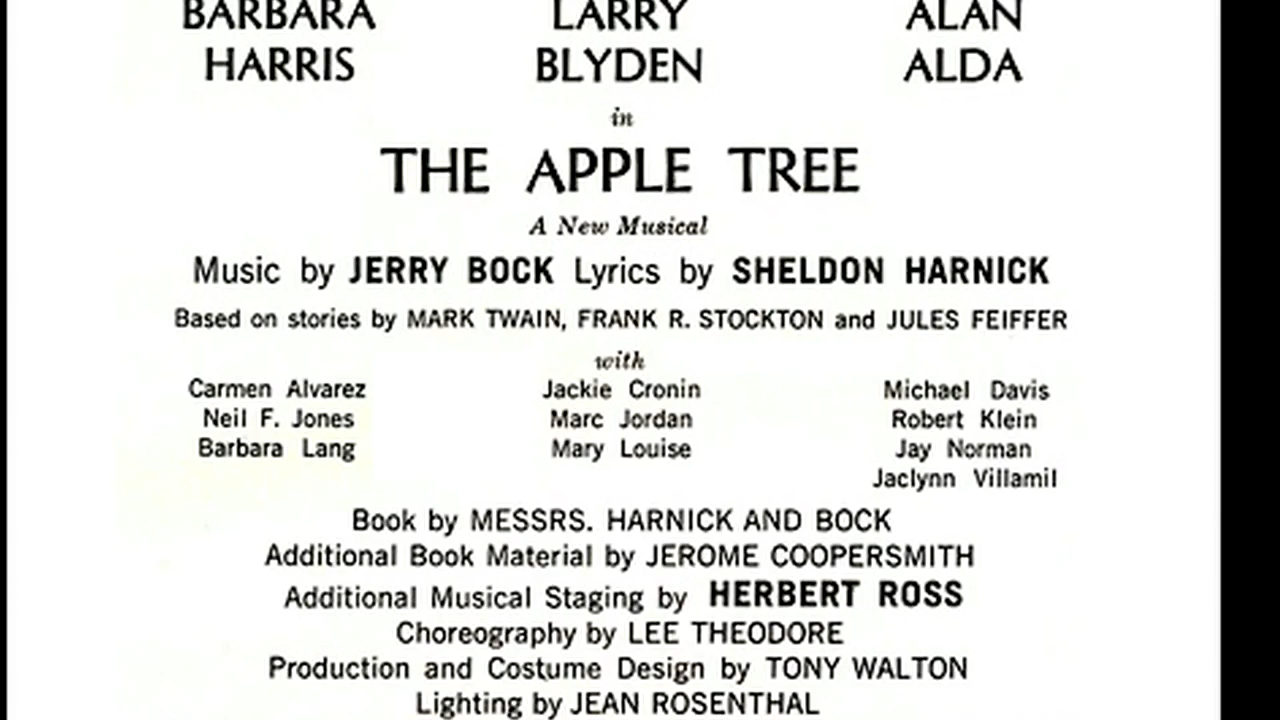 BARBARA LARRY ALAN
HARRIS BLYDEN ALDA
in
THE APPLE TREE
A New Musical
Music by JERRY BOCK Lyrics by SHELDON HARNICK
Based on stories by MARK TWAIN, FRANK R. STOCKTON and JULES FEIFFER
with
Carmen Alvarez Jackie Cronin Michael Davis
Neil F. Jones Marc Jordan Robert Klein
Barbara Lang Mary Louise Jay Norman
Jaclynn Villamil
Book by MESSRS. HARNICK AND BOCK
Additional Book Material by JEROME COOPERSMITH
Additional Musical Staging by HERBERT ROSS
Choreography by LEE THEODORE
Production and Costume Design by TONY WALTON
Lighting by JEAN ROSENTHAL